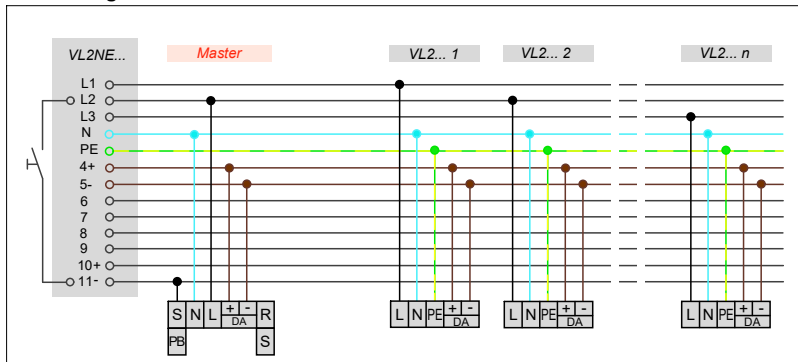 VL2NE... Master VL2... 1 VL2... 2 VL2... n
L1
L2
L3
N
PE
4+
5-
6
7
8
9
10+
11-
S N L + - R
DA
PB S
L N PE + -
DA
L N PE + -
DA
L N PE + -
DA